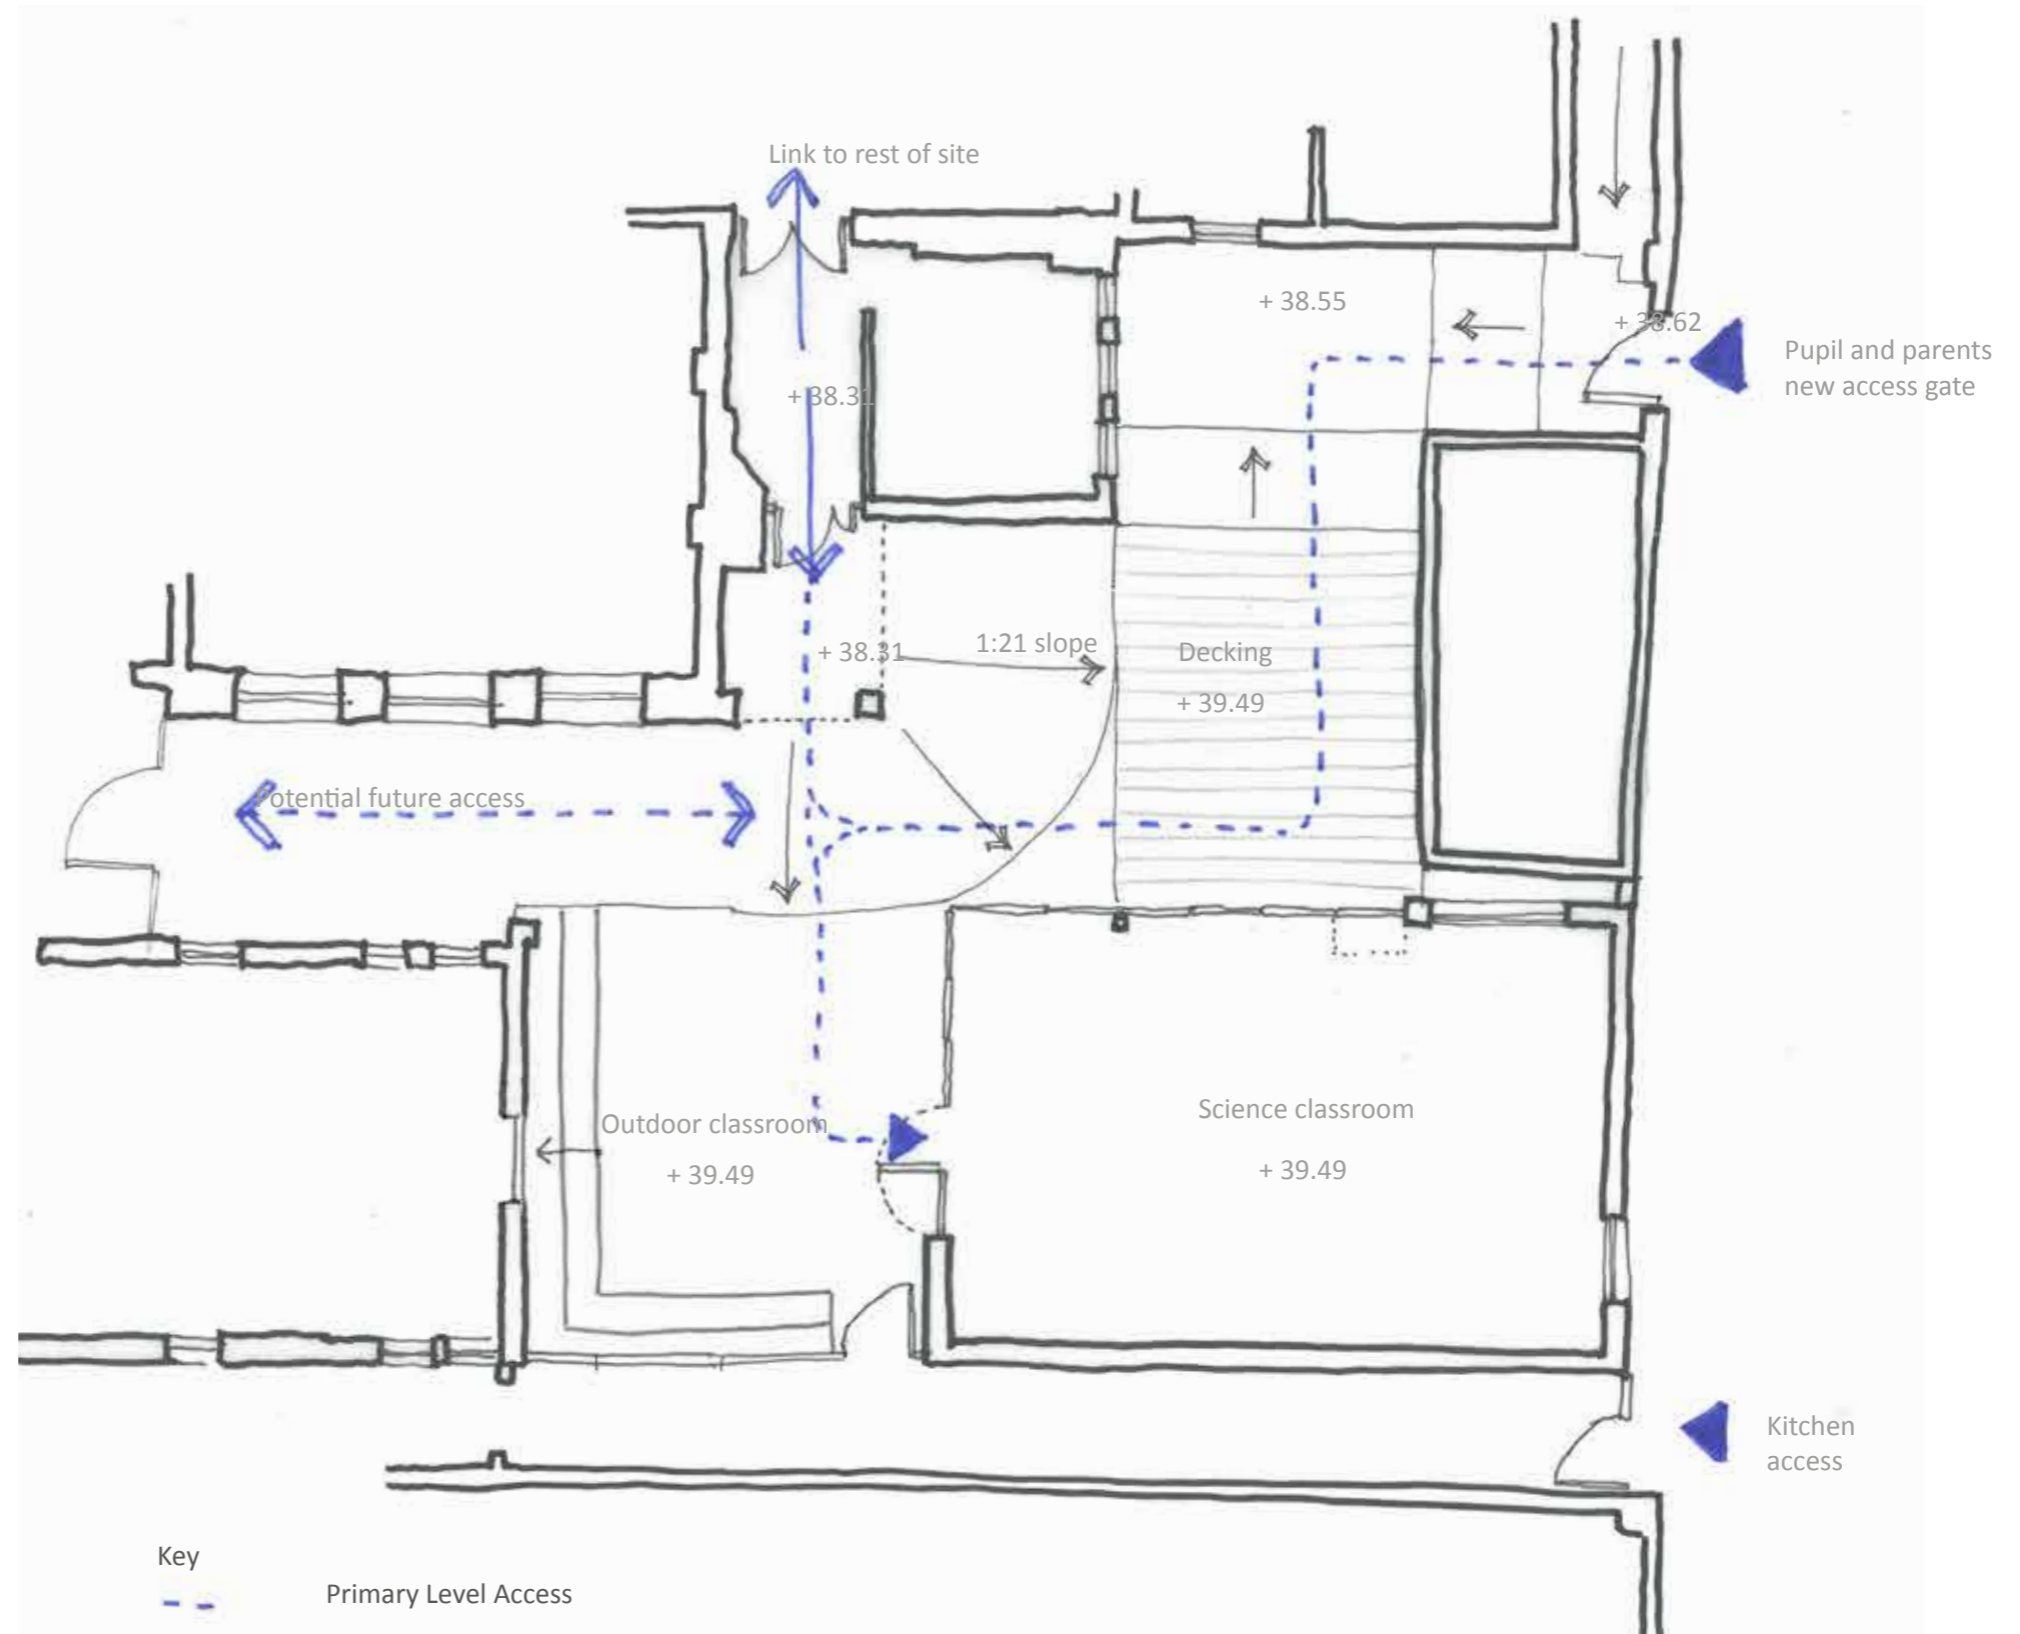 Link to rest of site
+ 38.55
+ 38.62
Pupil and parents
new access gate
+ 38.31
+ 38.31
1:21 slope
Decking
+ 39.49
Potential future access
Outdoor classroom
+ 39.49
Science classroom
+ 39.49
Kitchen
access
Key
Primary Level Access